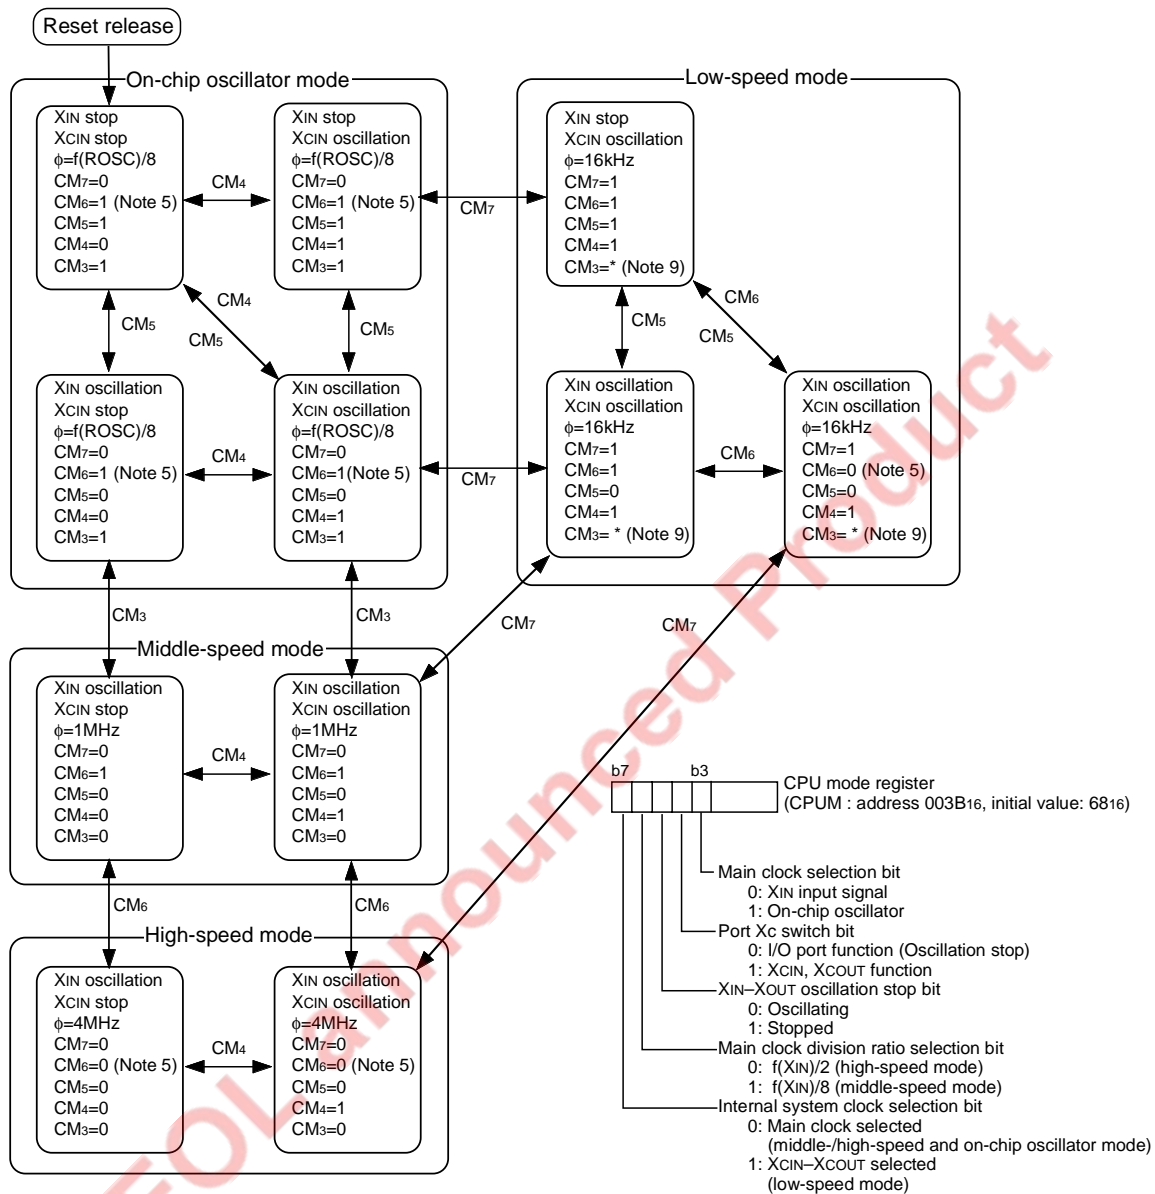 Reset release
On-chip oscillator mode
XIN stop
XCIN stop
φ=f(ROSC)/8
CM7=0
CM6=1 (Note 5)
CM5=1
CM4=0
CM3=1
CM4
XIN stop
XCIN oscillation
φ=f(ROSC)/8
CM7=0
CM6=1 (Note 5)
CM5=1
CM4=1
CM3=1
CM7
CM5
CM4
CM5
CM5
XIN oscillation
XCIN stop
φ=f(ROSC)/8
CM7=0
CM6=1 (Note 5)
CM5=0
CM4=0
CM3=1
CM4
XIN oscillation
XCIN oscillation
φ=f(ROSC)/8
CM7=0
CM6=1(Note 5)
CM5=0
CM4=1
CM3=1
CM7
Low-speed mode
XIN stop
XCIN oscillation
φ=16kHz
CM7=1
CM6=1
CM5=1
CM4=1
CM3=* (Note 9)
CM5
CM6
CM5
XIN oscillation
XCIN oscillation
φ=16kHz
CM7=1
CM6=1
CM5=0
CM4=1
CM3= * (Note 9)
CM6
XIN oscillation
XCIN oscillation
φ=16kHz
CM7=1
CM6=0 (Note 5)
CM5=0
CM4=1
CM3= * (Note 9)
CM3
CM3
CM7
CM7
Middle-speed mode
XIN oscillation
XCIN stop
φ=1MHz
CM7=0
CM6=1
CM5=0
CM4=0
CM3=0
CM4
XIN oscillation
XCIN oscillation
φ=1MHz
CM7=0
CM6=1
CM5=0
CM4=1
CM3=0
CM6
CM6
High-speed mode
XIN oscillation
XCIN stop
φ=4MHz
CM7=0
CM6=0 (Note 5)
CM5=0
CM4=0
CM3=0
CM4
XIN oscillation
XCIN oscillation
φ=4MHz
CM7=0
CM6=0 (Note 5)
CM5=0
CM4=1
CM3=0
b7 b3
CPU mode register
(CPUM : address 003B16, initial value: 6816)
Main clock selection bit
0: XIN input signal
1: On-chip oscillator
Port Xc switch bit
0: I/O port function (Oscillation stop)
1: XCIN, XCOUT function
XIN–XOUT oscillation stop bit
0: Oscillating
1: Stopped
Main clock division ratio selection bit
0: f(XIN)/2 (high-speed mode)
1: f(XIN)/8 (middle-speed mode)
Internal system clock selection bit
0: Main clock selected
(middle-/high-speed and on-chip oscillator mode)
1: XCIN–XCOUT selected
(low-speed mode)
EOL announced Product